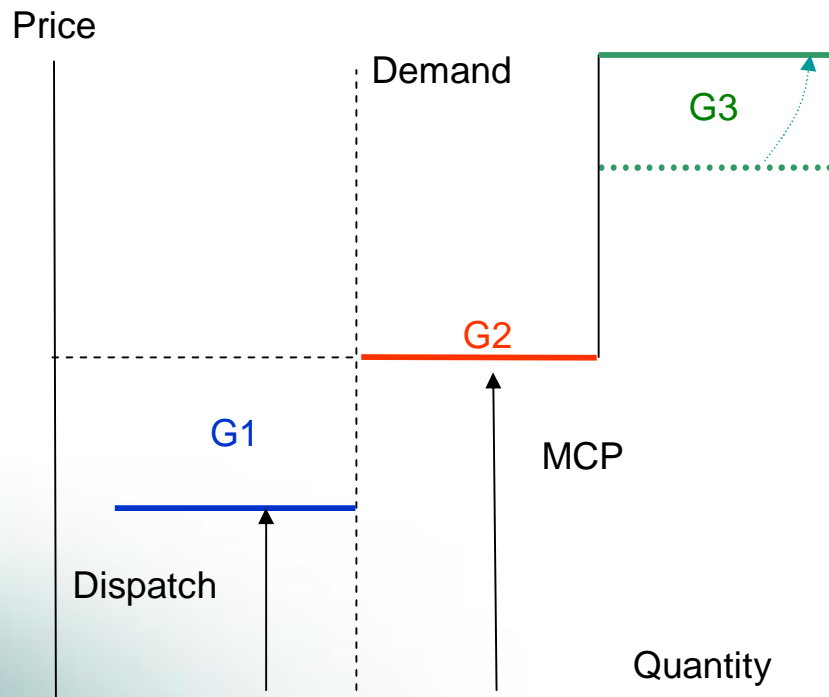 Price
Demand
G3
G2
G1
MCP
Dispatch
Quantity